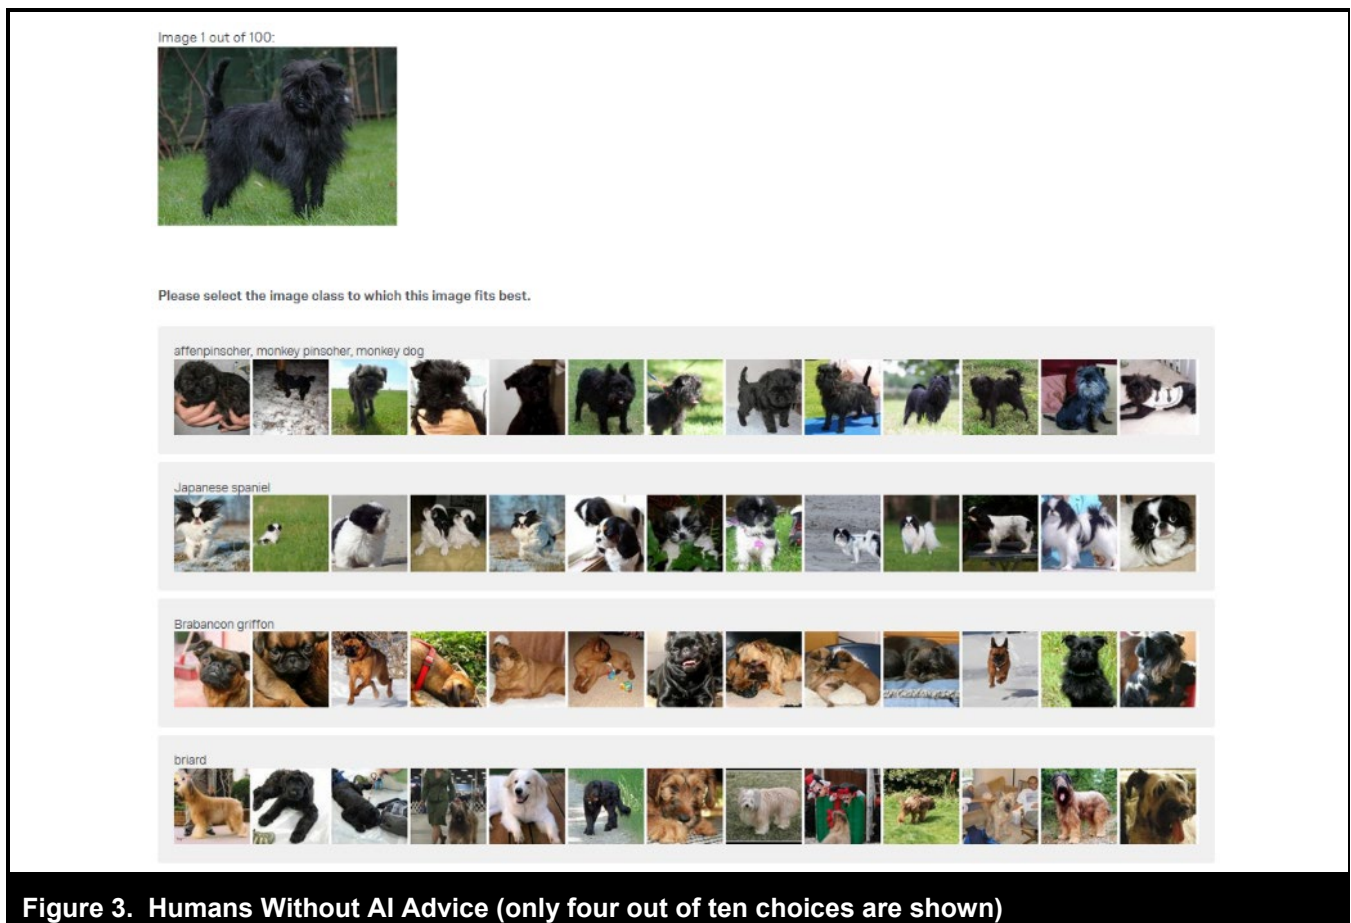 Image 1 out of 100:
Please select the image class to which this image fits best.
affenpinscher, monkey pinscher, monkey dog
Japanese spaniel
Brabancon griffon
briard
Figure 3. Humans Without AI Advice (only four out of ten choices are shown)